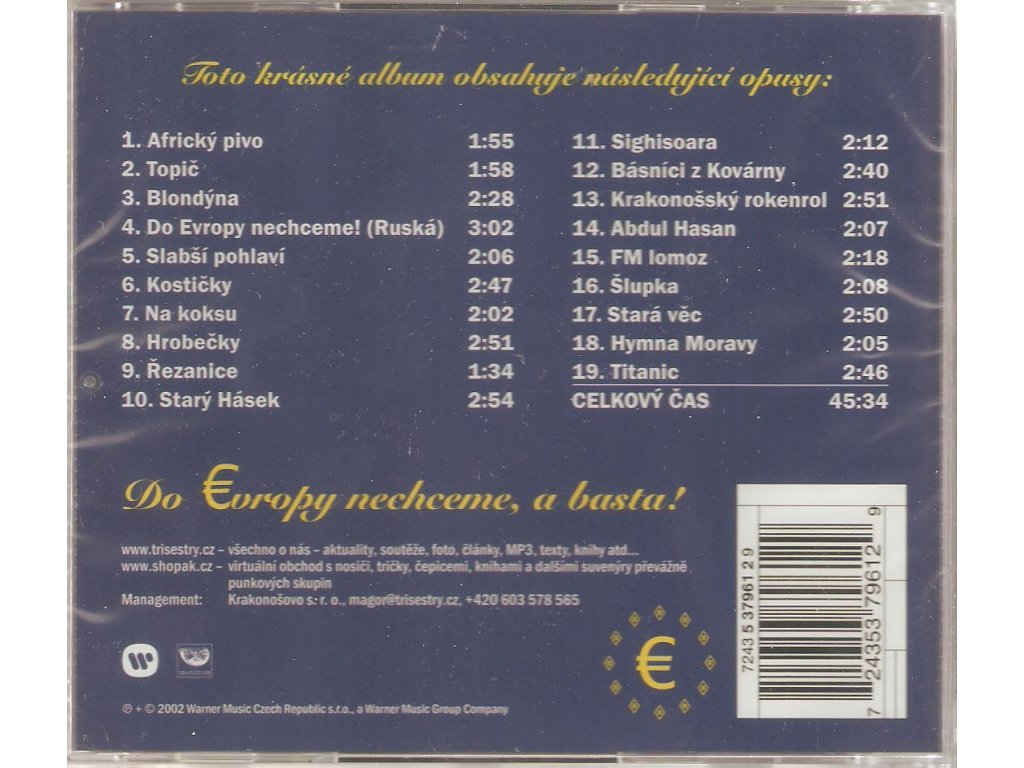 Toto krásné album obsahuje následující opusy:
1. Africký pivo 1:55
2. Topič 1:58
3. Blondýna 2:28
4. Do Evropy nechceme! (Ruská) 3:02
5. Slabší pohlaví 2:06
6. Kostičky 2:47
7. Na koksu 2:02
8. Hrobečky 2:51
9. Řezanice 1:34
10. Starý Hásek 2:54
11. Sighisoara 2:12
12. Básníci z Kovárny 2:40
13. Krakonošský rokenrol 2:51
14. Abdul Hasan 2:07
15. FM lomoz 2:18
16. Šlupka 2:08
17. Stará věc 2:50
18. Hymna Moravy 2:05
19. Titanic 2:46
CELKOVÝ ČAS 45:34
Do €vropy nechceme, a basta!
www.trisestry.cz – všechno o nás – aktuality, soutěže, foto, články, MP3, texty, knihy atd...
www.shopak.cz – virtuální obchod s nosiči, tričky, čepicemi, knihami a dalšími suvenýry převážně
punkových skupin
Management: Krakonošovo s. r. o., magor@trisestry.cz, +420 603 578 565
€
7243 5 379612 9
7 24353 79612 9
℗ + © 2002 Warner Music Czech Republic s.r.o., a Warner Music Group Company